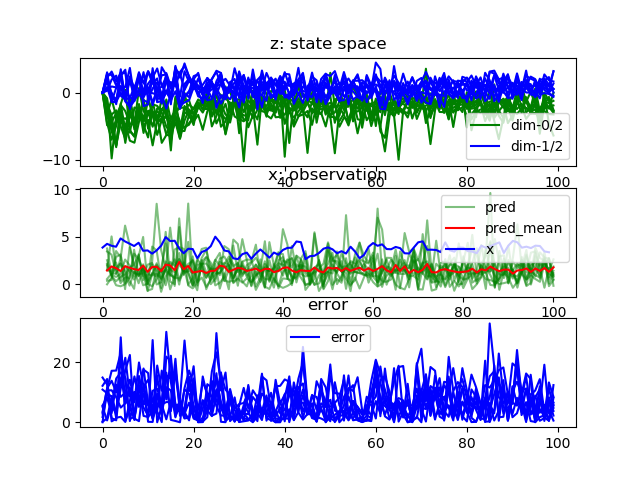 z: state space
0
−10
dim-0/2
dim-1/2
0 20 40 60 80 100
x: observation
10
5
0
pred
pred_mean
x
0 20 40 60 80 100
error
20
0
error
0 20 40 60 80 100